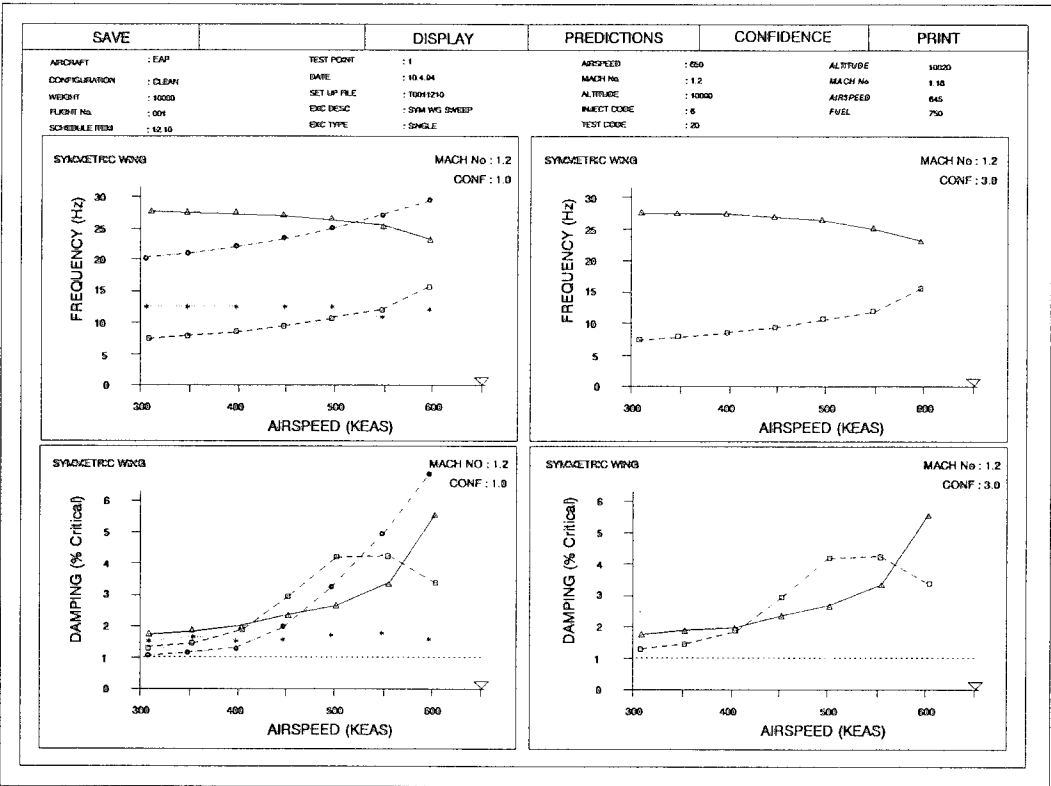 SAVE DISPLAY PREDICTIONS CONFIDENCE PRINT
AIRCRAFT : EAP TEST POINT : 1 AIRSPEED : 650 ALTITUDE 10020
CONFIGURATION : CLEAN DATE : 10.4.94 MACH No. : 1.2 MACH No 1.18
WEIGHT : 10000 SET UP FILE : T0011210 ALTITUDE : 10000 AIRSPEED 645
FLIGHT No. : 001 EXC DESC : SYM WG SWEEP INJECT CODE : 6 FUEL 750
SCHEDULE ITEM : 12.10 EXC TYPE : SINGLE TEST CODE : 20
SYMMETRIC WING MACH No : 1.2
CONF : 1.0
FREQUENCY (Hz)
30
25
20
15
10
5
0
300 400 500 600
AIRSPEED (KEAS)
SYMMETRIC WING MACH No : 1.2
CONF : 3.0
FREQUENCY (Hz)
30
25
20
15
10
5
0
300 400 500 600
AIRSPEED (KEAS)
SYMMETRIC WING MACH NO : 1.2
CONF : 1.0
DAMPING (% Critical)
6
5
4
3
2
1
0
300 400 500 600
AIRSPEED (KEAS)
SYMMETRIC WING MACH No : 1.2
CONF : 3.0
DAMPING (% Critical)
6
5
4
3
2
1
0
300 400 500 600
AIRSPEED (KEAS)